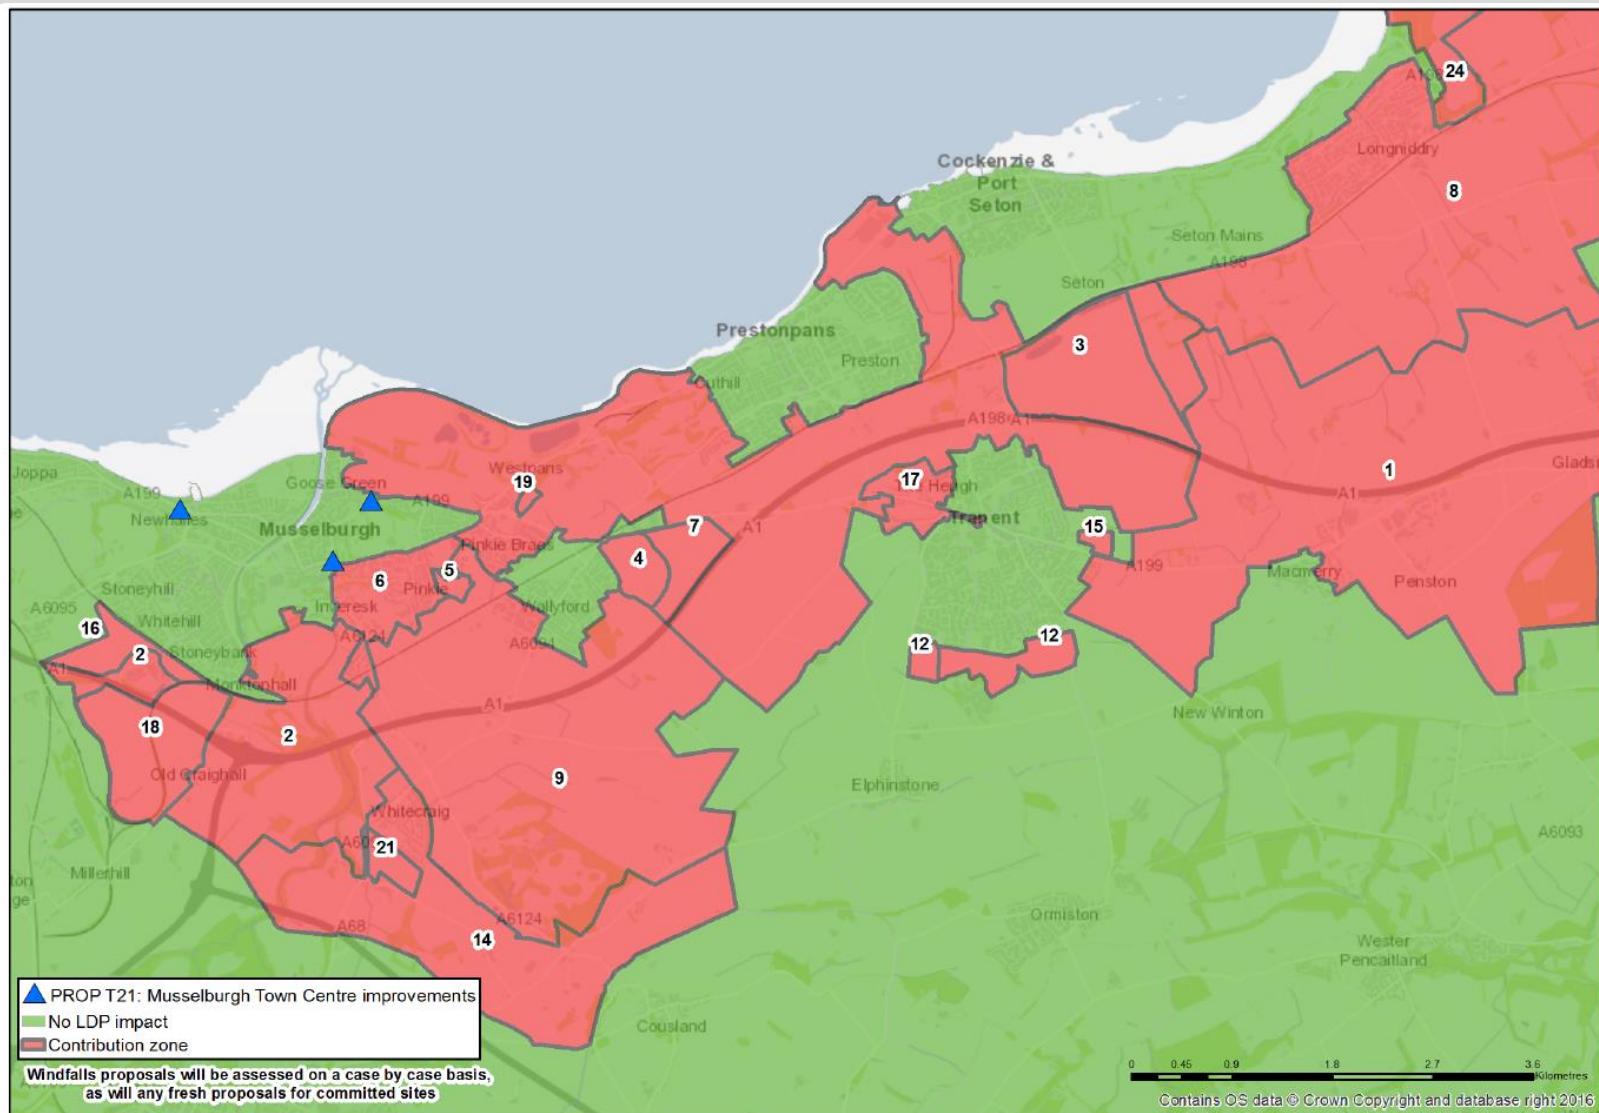 24
A198
Longniddry
Cockenzie &
Port
Seton
8
Seton Mains
A198
Seton
Prestonpans
3
Preston
Cuthill
A198
A1
1
Westpans
17
19
Joppa
Goose Green
A199
A199
Newhailes
Musselburgh
A1
Tranent
7
15
Pinkie Braes
4
A199
5
6
Pinkie
Macmerry
Penston
Stoneyhill
Inveresk
Wallyford
A6095
Whitehill
16
A6124
A6094
12
12
2
Stoneybank
A1
Monktonhall
A1
New Winton
18
2
Old Craighall
9
Elphinstone
Whitecraig
A6093
21
Millerhill
A6124
Ormiston
A68
14
Wester
Pencaitland
PROP T21: Musselburgh Town Centre improvements
No LDP impact
Cousland
Contribution zone
Windfalls proposals will be assessed on a case by case basis,
as will any fresh proposals for committed sites
0 0.45 0.9 1.8 2.7 3.6
Kilometres
Contains OS data © Crown Copyright and database right 2016